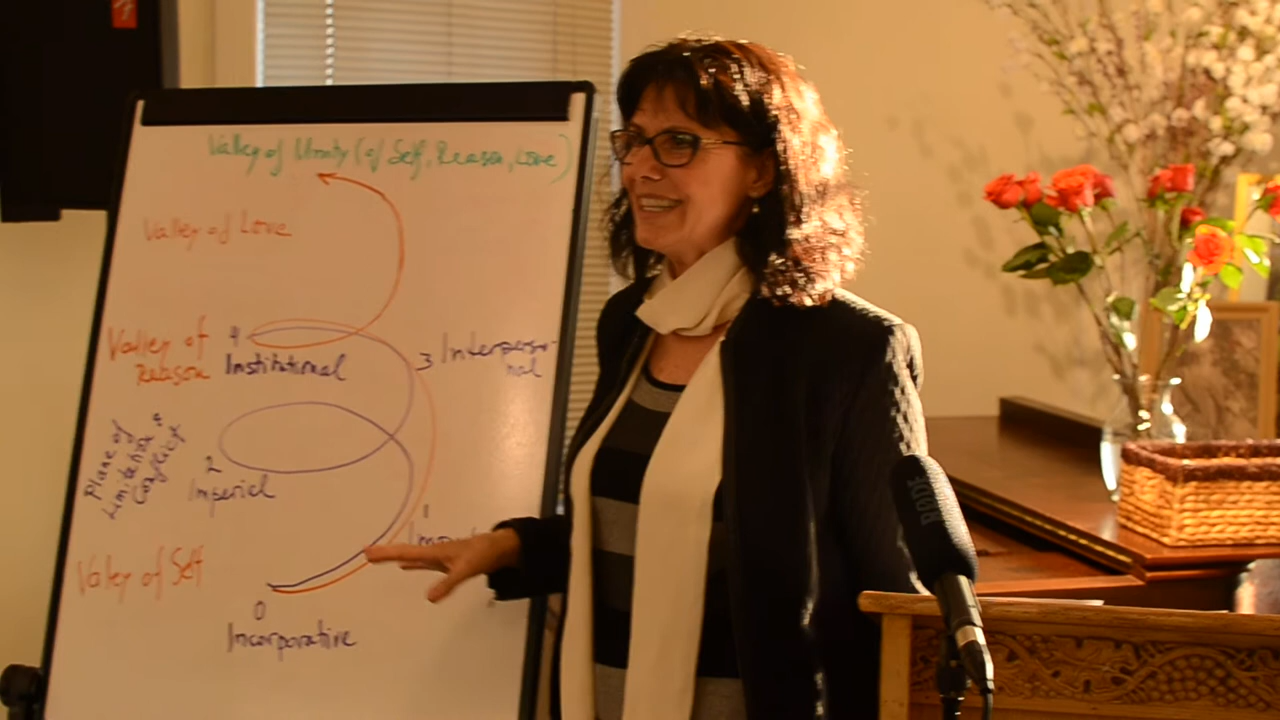 Valley of Unity (of Self, Reason, Love)
Valley of Love
Valley of
Reason
4
Institutional
3 Interperso-
nal
Plane of
Limitation &
Conflict
2
Imperial
1
Valley of Self
0
Incorporative
RODE